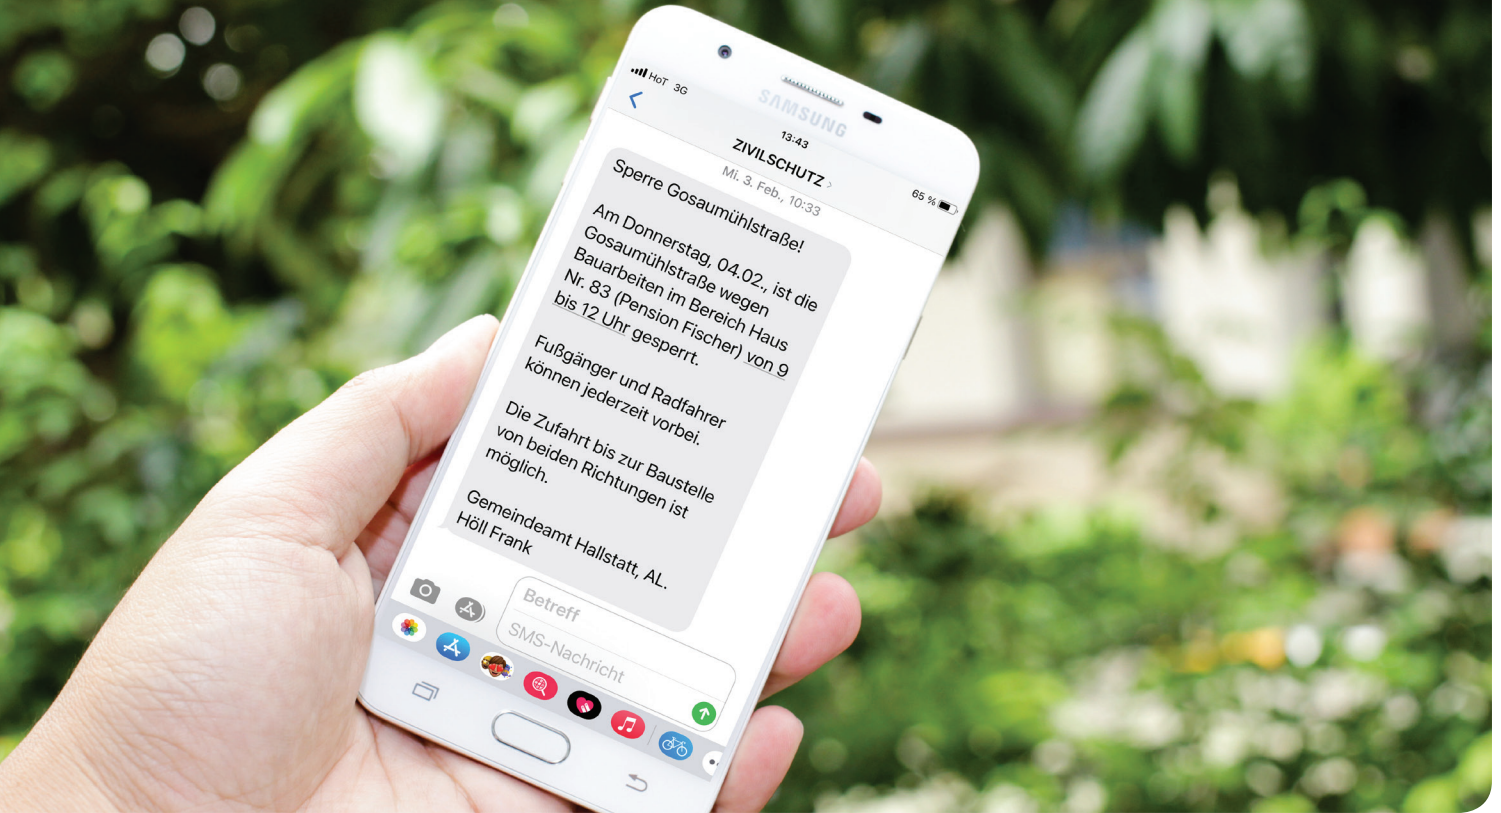 SAMSUNG
HoT 3G
13:43
65 %
ZIVILSCHUTZ
Mi. 3. Feb., 10:33
Sperre Gosaumühlstraße!
Am Donnerstag, 04.02., ist die
Gosaumühlstraße wegen
Bauarbeiten im Bereich Haus
Nr. 83 (Pension Fischer) von 9
bis 12 Uhr gesperrt.
Fußgänger und Radfahrer
können jederzeit vorbei.
Die Zufahrt bis zur Baustelle
von beiden Richtungen ist
möglich.
Gemeindeamt Hallstatt, AL.
Höll Frank
Betreff
SMS-Nachricht